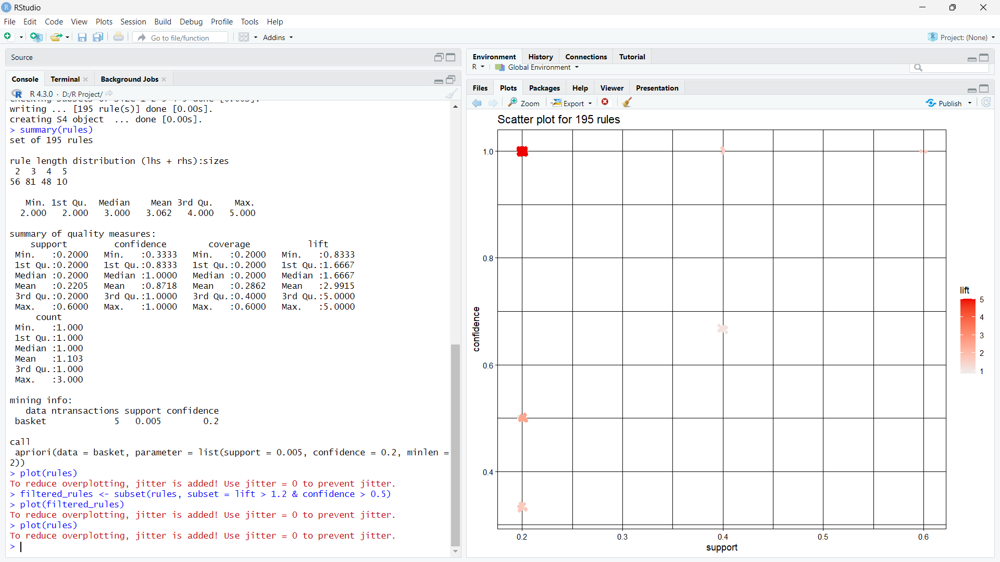 RStudio
File Edit Code View Plots Session Build Debug Profile Tools Help
Go to file/function Addins Project: (None)
Source
Console Terminal Background Jobs
R 4.3.0 · D:/R Project/
writing ... [195 rule(s)] done [0.00s].
creating S4 object  ... done [0.00s].
> summary(rules)
set of 195 rules
rule length distribution (lhs + rhs):sizes
 2  3  4  5
56 81 48 10
   Min. 1st Qu.  Median    Mean 3rd Qu.    Max.
  2.000   2.000   3.000   3.062   4.000   5.000
summary of quality measures:
    support         confidence        coverage           lift
 Min.   :0.2000   Min.   :0.3333   Min.   :0.2000   Min.   :0.8333
 1st Qu.:0.2000   1st Qu.:0.8333   1st Qu.:0.2000   1st Qu.:1.6667
 Median :0.2000   Median :1.0000   Median :0.2000   Median :1.6667
 Mean   :0.2205   Mean   :0.8718   Mean   :0.2862   Mean   :2.9915
 3rd Qu.:0.2000   3rd Qu.:1.0000   3rd Qu.:0.4000   3rd Qu.:5.0000
 Max.   :0.6000   Max.   :1.0000   Max.   :0.6000   Max.   :5.0000
     count
 Min.   :1.000
 1st Qu.:1.000
 Median :1.000
 Mean   :1.103
 3rd Qu.:1.000
 Max.   :3.000
mining info:
   data ntransactions support confidence
 basket             5   0.005        0.2
call
 apriori(data = basket, parameter = list(support = 0.005, confidence = 0.2, minlen =
2))
> plot(rules)
To reduce overplotting, jitter is added! Use jitter = 0 to prevent jitter.
> filtered_rules <- subset(rules, subset = lift > 1.2 & confidence > 0.5)
> plot(filtered_rules)
To reduce overplotting, jitter is added! Use jitter = 0 to prevent jitter.
> plot(rules)
To reduce overplotting, jitter is added! Use jitter = 0 to prevent jitter.
>
Environment History Connections Tutorial
R Global Environment
Files Plots Packages Help Viewer Presentation
Zoom Export Publish
Scatter plot for 195 rules
1.0
0.8
0.6
0.4
confidence
0.2 0.3 0.4 0.5 0.6
support
lift
5
4
3
2
1